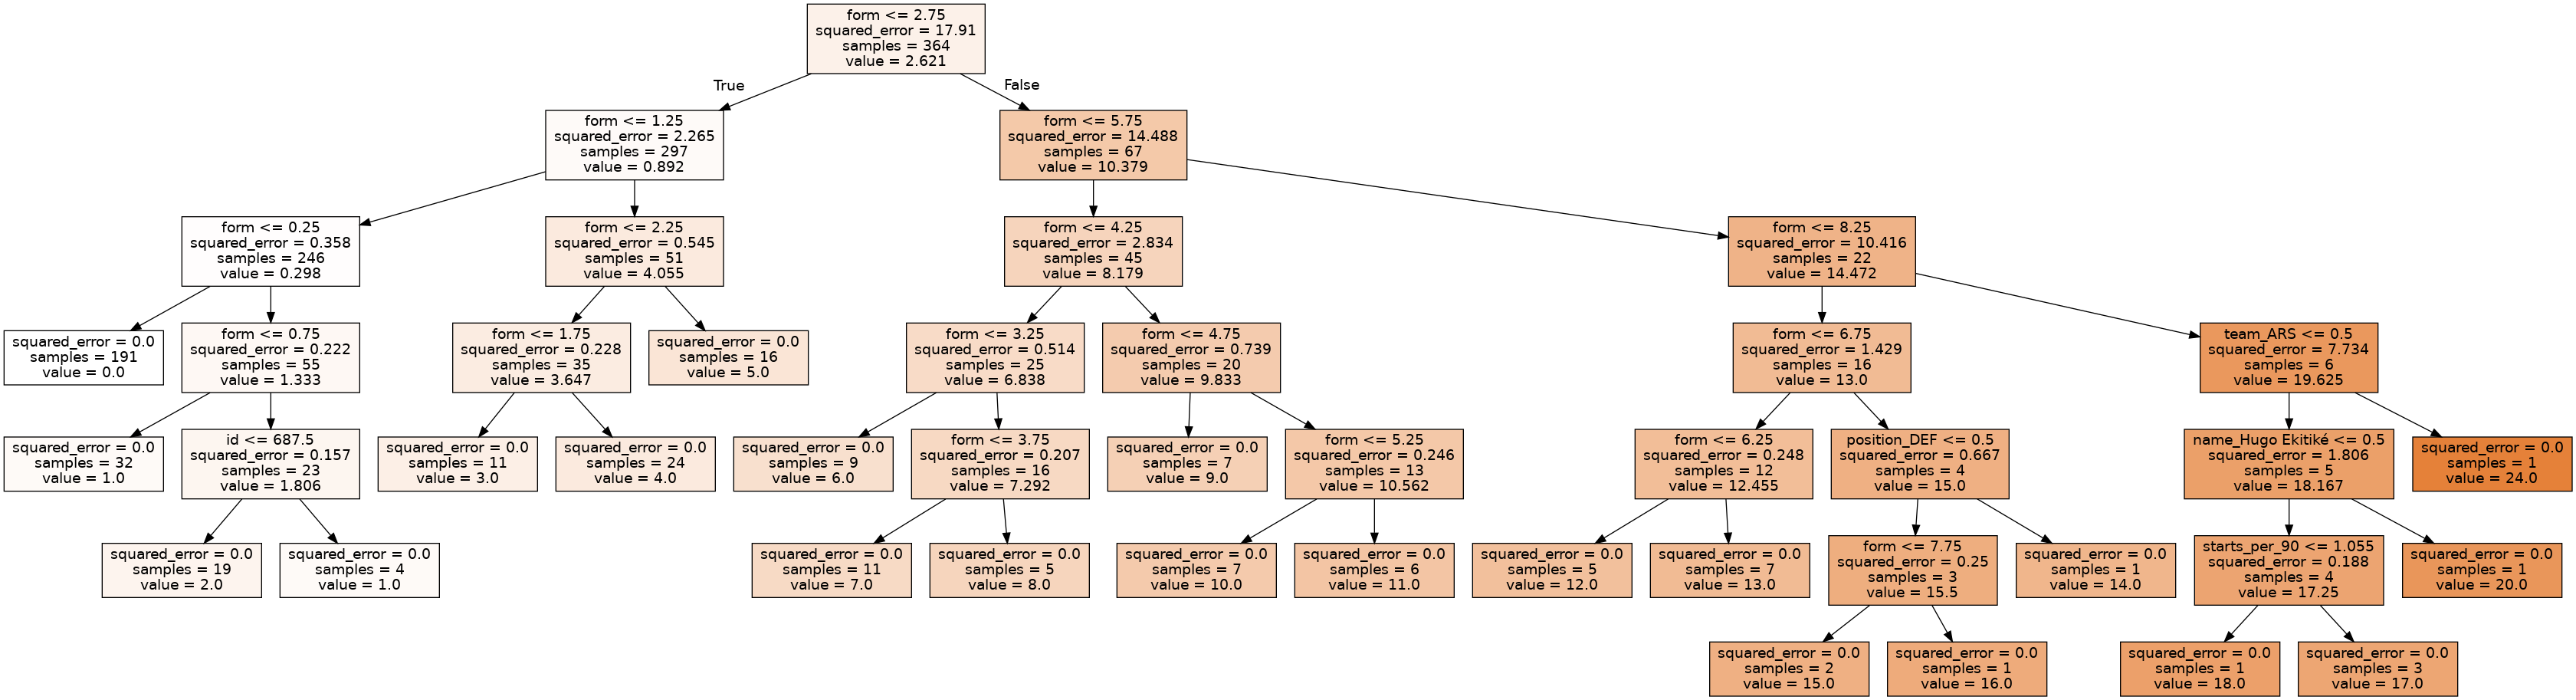 form <= 2.75
squared_error = 17.91
samples = 364
value = 2.621
True
False
form <= 1.25
squared_error = 2.265
samples = 297
value = 0.892
form <= 5.75
squared_error = 14.488
samples = 67
value = 10.379
form <= 0.25
squared_error = 0.358
samples = 246
value = 0.298
form <= 2.25
squared_error = 0.545
samples = 51
value = 4.055
form <= 4.25
squared_error = 2.834
samples = 45
value = 8.179
form <= 8.25
squared_error = 10.416
samples = 22
value = 14.472
squared_error = 0.0
samples = 191
value = 0.0
form <= 0.75
squared_error = 0.222
samples = 55
value = 1.333
form <= 1.75
squared_error = 0.228
samples = 35
value = 3.647
squared_error = 0.0
samples = 16
value = 5.0
form <= 3.25
squared_error = 0.514
samples = 25
value = 6.838
form <= 4.75
squared_error = 0.739
samples = 20
value = 9.833
form <= 6.75
squared_error = 1.429
samples = 16
value = 13.0
team_ARS <= 0.5
squared_error = 7.734
samples = 6
value = 19.625
squared_error = 0.0
samples = 32
value = 1.0
id <= 687.5
squared_error = 0.157
samples = 23
value = 1.806
squared_error = 0.0
samples = 11
value = 3.0
squared_error = 0.0
samples = 24
value = 4.0
squared_error = 0.0
samples = 9
value = 6.0
form <= 3.75
squared_error = 0.207
samples = 16
value = 7.292
squared_error = 0.0
samples = 7
value = 9.0
form <= 5.25
squared_error = 0.246
samples = 13
value = 10.562
form <= 6.25
squared_error = 0.248
samples = 12
value = 12.455
position_DEF <= 0.5
squared_error = 0.667
samples = 4
value = 15.0
name_Hugo Ekitiké <= 0.5
squared_error = 1.806
samples = 5
value = 18.167
squared_error = 0.0
samples = 1
value = 24.0
squared_error = 0.0
samples = 19
value = 2.0
squared_error = 0.0
samples = 4
value = 1.0
squared_error = 0.0
samples = 11
value = 7.0
squared_error = 0.0
samples = 5
value = 8.0
squared_error = 0.0
samples = 7
value = 10.0
squared_error = 0.0
samples = 6
value = 11.0
squared_error = 0.0
samples = 5
value = 12.0
squared_error = 0.0
samples = 7
value = 13.0
form <= 7.75
squared_error = 0.25
samples = 3
value = 15.5
squared_error = 0.0
samples = 1
value = 14.0
starts_per_90 <= 1.055
squared_error = 0.188
samples = 4
value = 17.25
squared_error = 0.0
samples = 1
value = 20.0
squared_error = 0.0
samples = 2
value = 15.0
squared_error = 0.0
samples = 1
value = 16.0
squared_error = 0.0
samples = 1
value = 18.0
squared_error = 0.0
samples = 3
value = 17.0